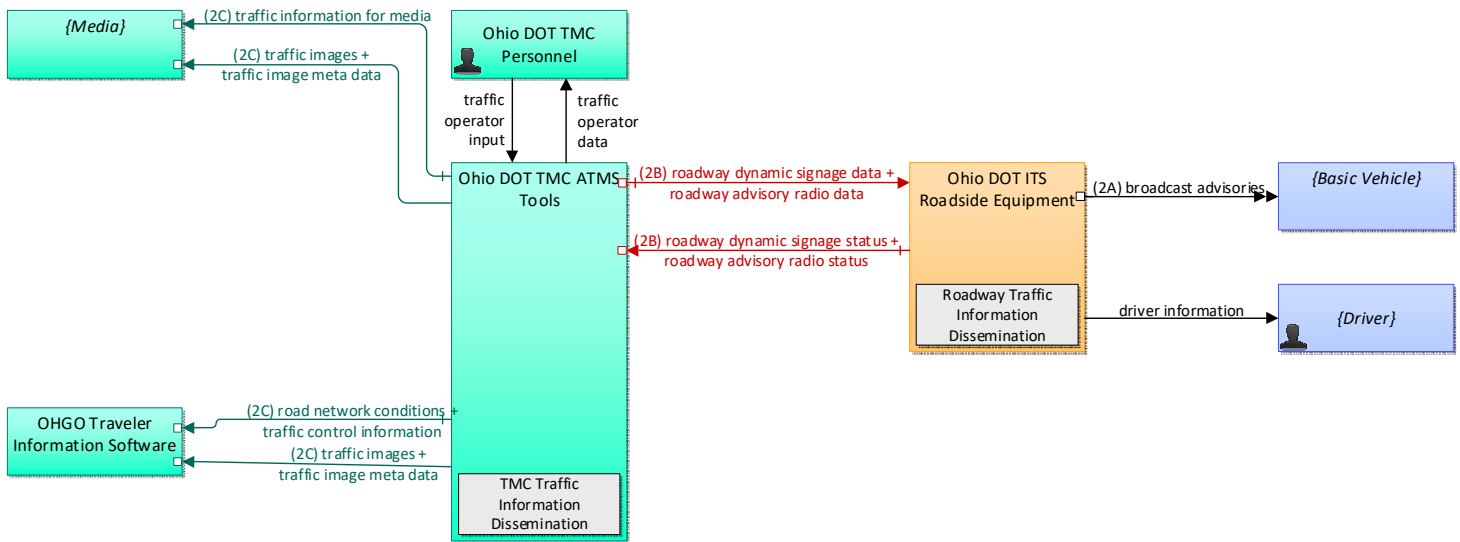 {Media}
(2C) traffic information for media
(2C) traffic images +
traffic image meta data
Ohio DOT TMC
Personnel
traffic
operator
input
traffic
operator
data
Ohio DOT TMC ATMS
Tools
(2B) roadway dynamic signage data +
roadway advisory radio data
(2B) roadway dynamic signage status +
roadway advisory radio status
Ohio DOT ITS
Roadside Equipment
Roadway Traffic
Information
Dissemination
(2A) broadcast advisories
{Basic Vehicle}
driver information
{Driver}
OHGO Traveler
Information Software
(2C) road network conditions +
traffic control information
(2C) traffic images +
traffic image meta data
TMC Traffic
Information
Dissemination